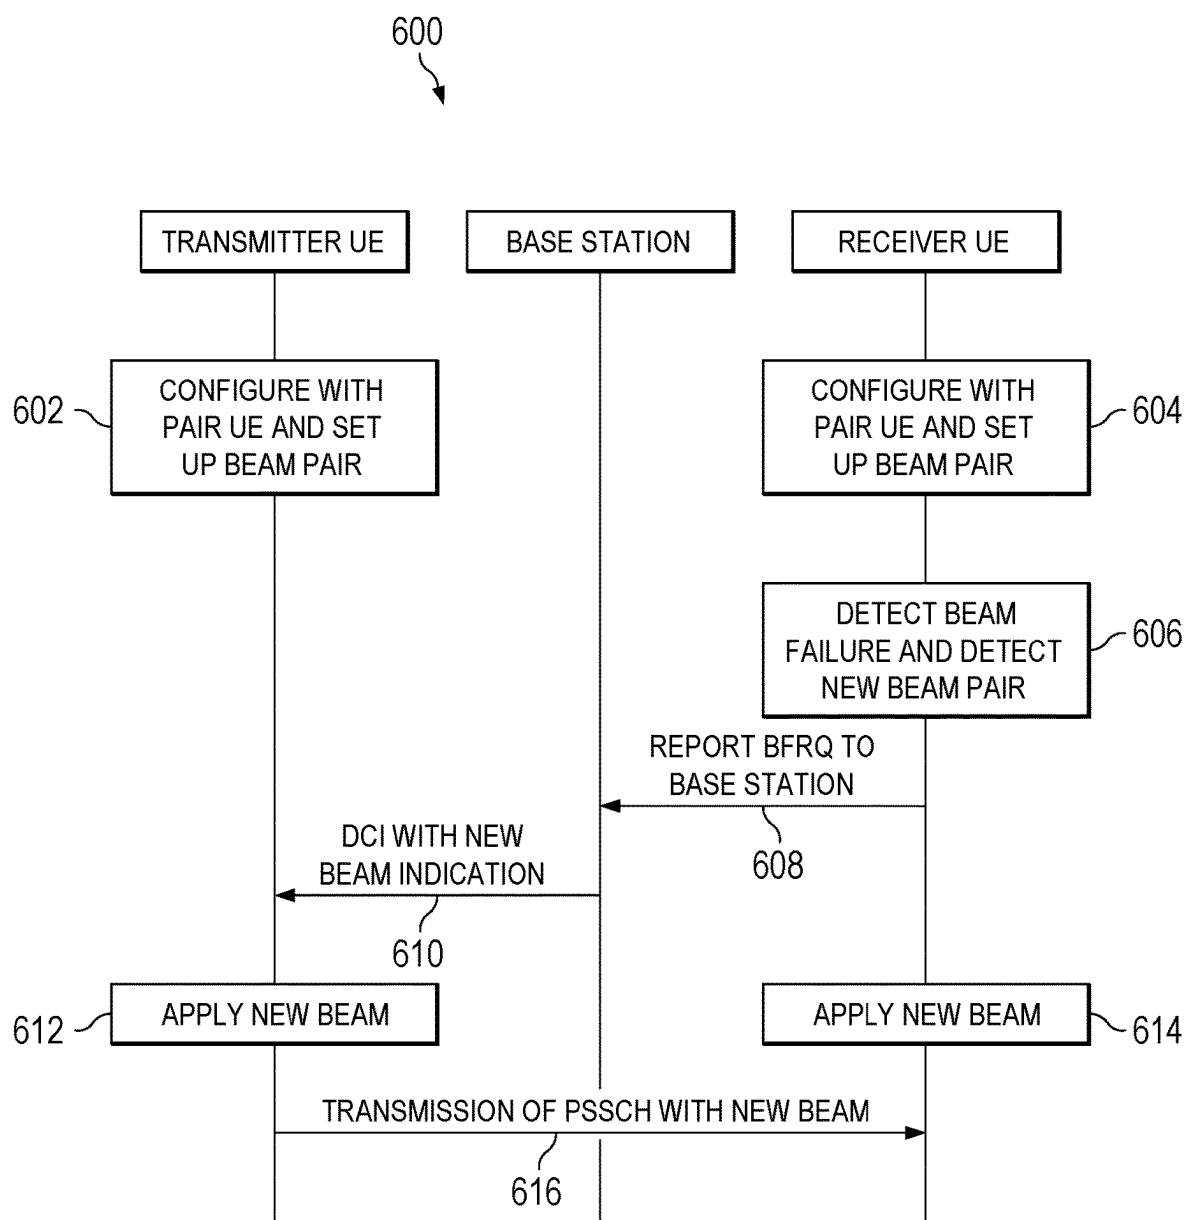 600
TRANSMITTER UE
BASE STATION
RECEIVER UE
602
CONFIGURE WITH
PAIR UE AND SET
UP BEAM PAIR
CONFIGURE WITH
PAIR UE AND SET
UP BEAM PAIR
604
DETECT BEAM
FAILURE AND DETECT
NEW BEAM PAIR
606
REPORT BFRQ TO
BASE STATION
608
DCI WITH NEW
BEAM INDICATION
610
612
APPLY NEW BEAM
APPLY NEW BEAM
614
TRANSMISSION OF PSSCH WITH NEW BEAM
616